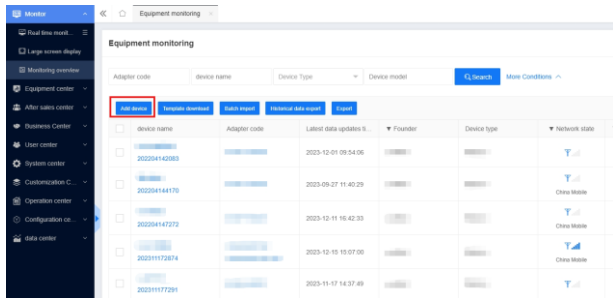 Monitor
Equipment monitoring
Real time monit...
Large screen display
Monitoring overview
Equipment center
After sales center
Business Center
User center
System center
Customization C...
Operation center
Configuration ce...
data center
Equipment monitoring
Adapter code
device name
Device Type
Device model
Search
More Conditions
Add device
Template download
Batch import
Historical data export
Export
device name
Adapter code
Latest data updates ti...
Founder
Device type
Network state
202204142083
2023-12-01 09:54:06
202204144170
2023-09-27 11:40:29
China Mobile
202204147272
2023-12-11 16:42:33
China Mobile
202311172874
2023-12-15 15:07:00
China Mobile
202311177291
2023-11-17 14:37:49